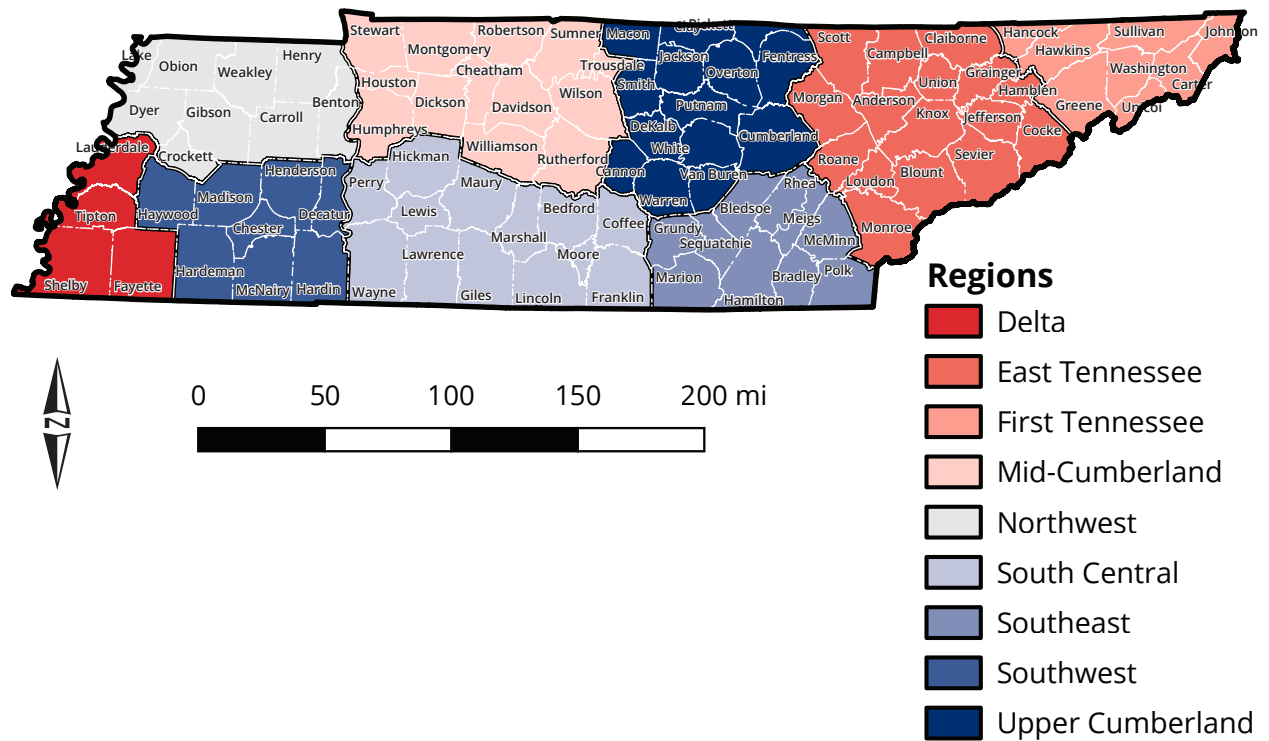 Stewart
Robertson
Sumner
Macon
Clay
Pickett
Scott
Claiborne
Hancock
Sullivan
Johnson
Lake
Obion
Henry
Weakley
Montgomery
Cheatham
Trousdale
Jackson
Fentress
Overton
Campbell
Hawkins
Washington
Carter
Unicoi
Dyer
Gibson
Carroll
Benton
Houston
Dickson
Davidson
Wilson
Smith
Putnam
Morgan
Anderson
Union
Grainger
Hamblen
Greene
Knox
Jefferson
Cocke
Lauderdale
Crockett
Humphreys
Williamson
Rutherford
DeKalb
White
Cumberland
Cannon
Van Buren
Warren
Roane
Loudon
Blount
Sevier
Monroe
Tipton
Haywood
Madison
Henderson
Decatur
Chester
Hickman
Perry
Maury
Lewis
Bedford
Coffee
Marshall
Moore
Lawrence
Grundy
Sequatchie
Bledsoe
Rhea
Meigs
McMinn
Shelby
Fayette
Hardeman
McNairy
Hardin
Wayne
Giles
Lincoln
Franklin
Marion
Hamilton
Bradley
Polk
0 50 100 150 200 mi
N
Regions
Delta
East Tennessee
First Tennessee
Mid-Cumberland
Northwest
South Central
Southeast
Southwest
Upper Cumberland